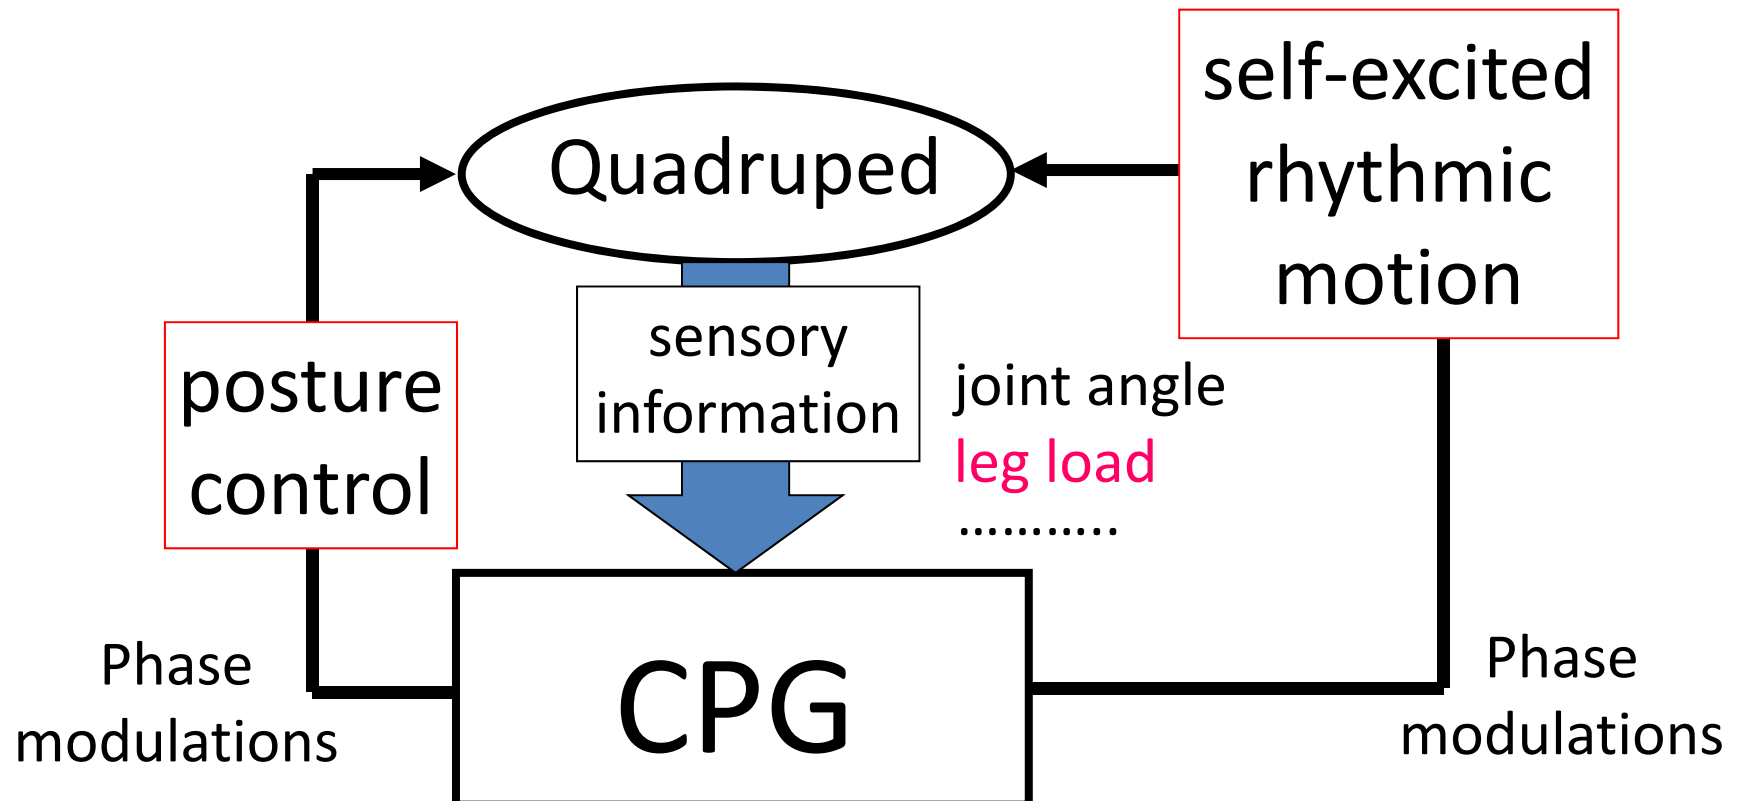 self-excited
rhythmic
motion
Quadruped
sensory
information
joint angle
leg load
...........
posture
control
Phase
modulations
CPG
Phase
modulations